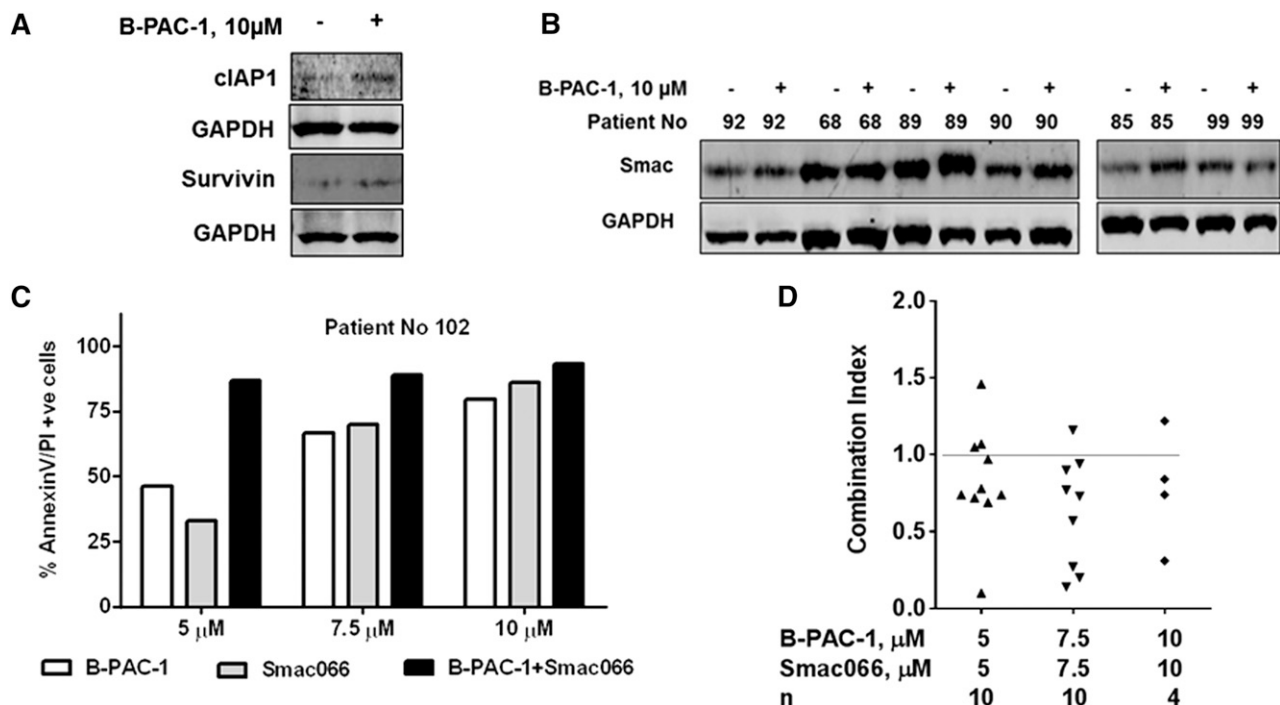 A
B-PAC-1, 10µM - +
cIAP1
GAPDH
Survivin
GAPDH
B
B-PAC-1, 10 µM - + - + - + - + - + - +
Patient No 92 92 68 68 89 89 90 90 85 85 99 99
Smac
GAPDH
C
Patient No 102
% AnnexinV/PI +ve cells
100
75
50
25
0
5 µM 7.5 µM 10 µM
B-PAC-1 Smac066 B-PAC-1+Smac066
D
Combination Index
2.0
1.5
1.0
0.5
0.0
B-PAC-1, µM 5 7.5 10
Smac066, µM 5 7.5 10
n 10 10 4